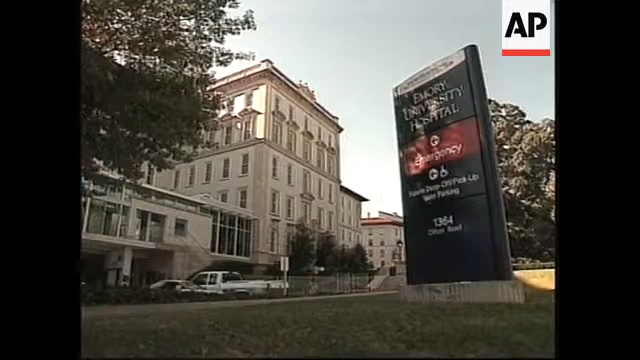 AP
EMORY
UNIVERSITY
HOSPITAL
Emergency
Patient Drop-Off/Pick-Up
Valet Parking
1364
Clifton Road